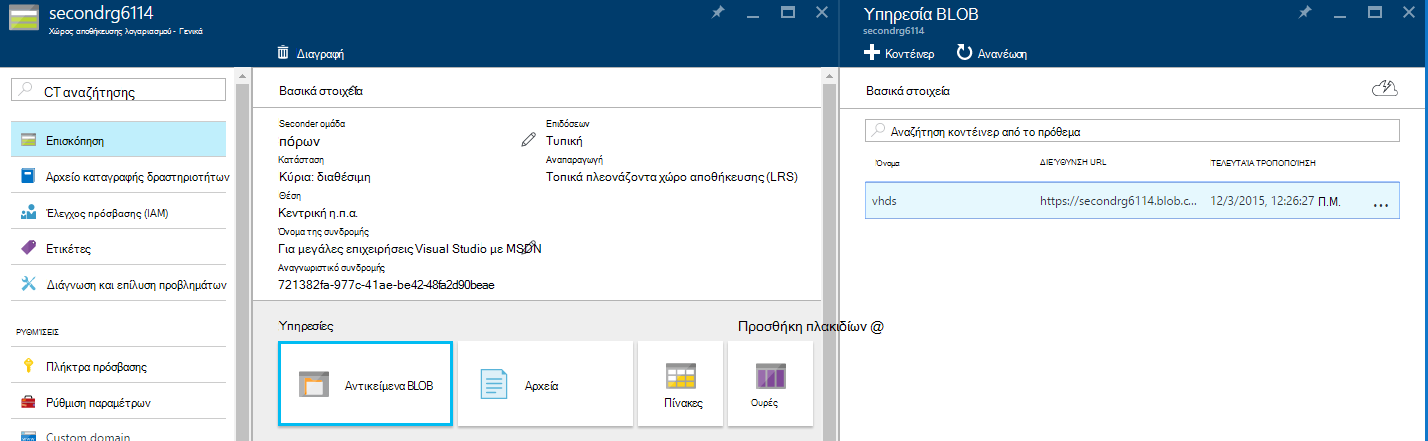 secondrg6114
Χώρος αποθήκευσης λογαριασμού - Γενικά
Διαγραφή
CT αναζήτησης
Επισκόπηση
Αρχείο καταγραφής δραστηριοτήτων
Έλεγχος πρόσβασης (IAM)
Ετικέτες
Διάγνωση και επίλυση προβλημάτων
ΡΥΘΜΊΣΕΙΣ
Πλήκτρα πρόσβασης
Ρύθμιση παραμέτρων
Custom domain
Βασικά στοιχεία
Seconder ομάδα
πόρων
Κατάσταση
Κύρια: διαθέσιμη
Θέση
Κεντρική η.π.α.
Όνομα της συνδρομής
Για μεγάλες επιχειρήσεις Visual Studio με MSDN
Αναγνωριστικό συνδρομής
721382fa-977c-41ae-be42-48fa2d90beae
Επιδόσεων
Τυπική
Αναπαραγωγή
Τοπικά πλεονάζοντα χώρο αποθήκευσης (LRS)
Υπηρεσίες
Προσθήκη πλακιδίων @
Αντικείμενα BLOB
Αρχεία
Πίνακες
Ουρές
Υπηρεσία BLOB
secondrg6114
Κοντέινερ
Ανανέωση
Βασικά στοιχεία
Αναζήτηση κοντέινερ από το πρόθεμα
Όνομα ΔΙΕΎΘΥΝΣΗ URL ΤΕΛΕΥΤΑΊΑ ΤΡΟΠΟΠΟΊΗΣΗ
vhds https://secondrg6114.blob.c... 12/3/2015, 12:26:27 Π.Μ. ...